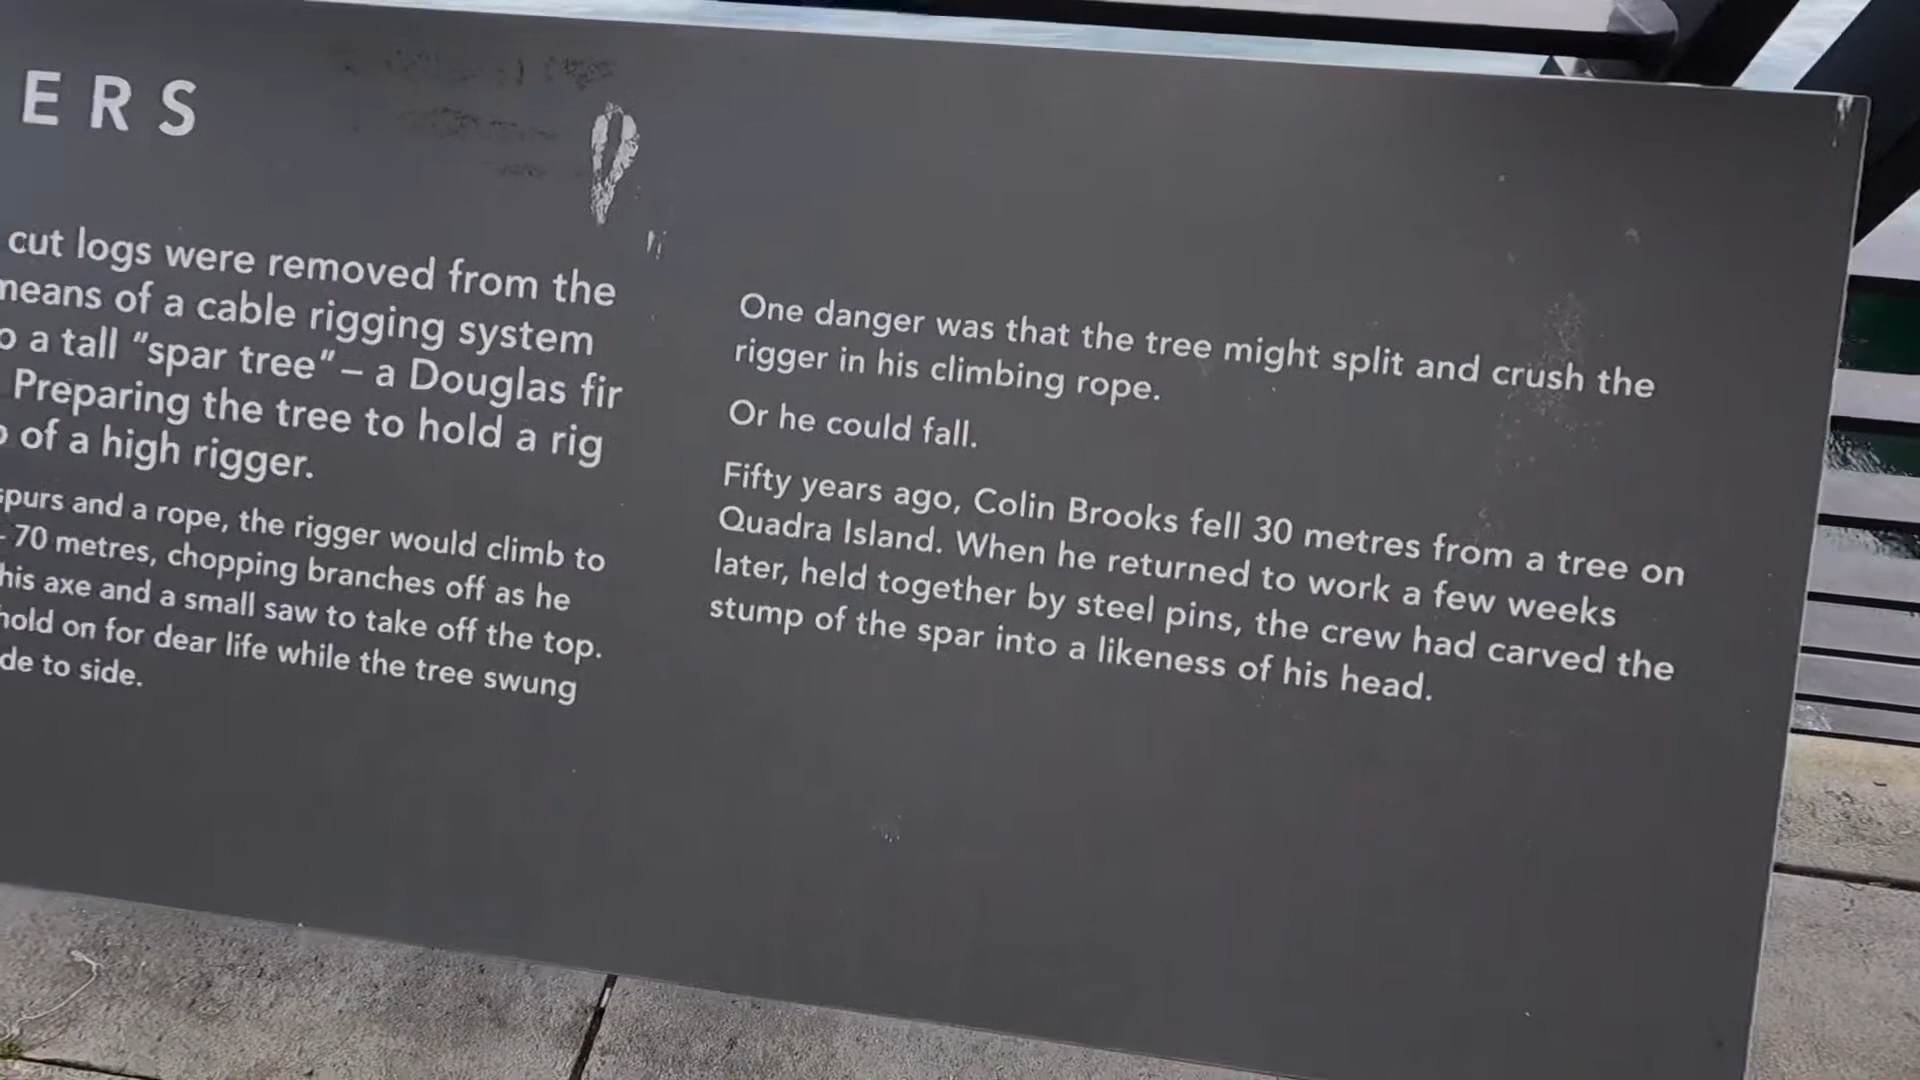 ERS
cut logs were removed from the
means of a cable rigging system
a tall “spar tree” – a Douglas fir
Preparing the tree to hold a rig
of a high rigger.
spurs and a rope, the rigger would climb to
70 metres, chopping branches off as he
his axe and a small saw to take off the top.
hold on for dear life while the tree swung
de to side.
One danger was that the tree might split and crush the
rigger in his climbing rope.
Or he could fall.
Fifty years ago, Colin Brooks fell 30 metres from a tree on
Quadra Island. When he returned to work a few weeks
later, held together by steel pins, the crew had carved the
stump of the spar into a likeness of his head.